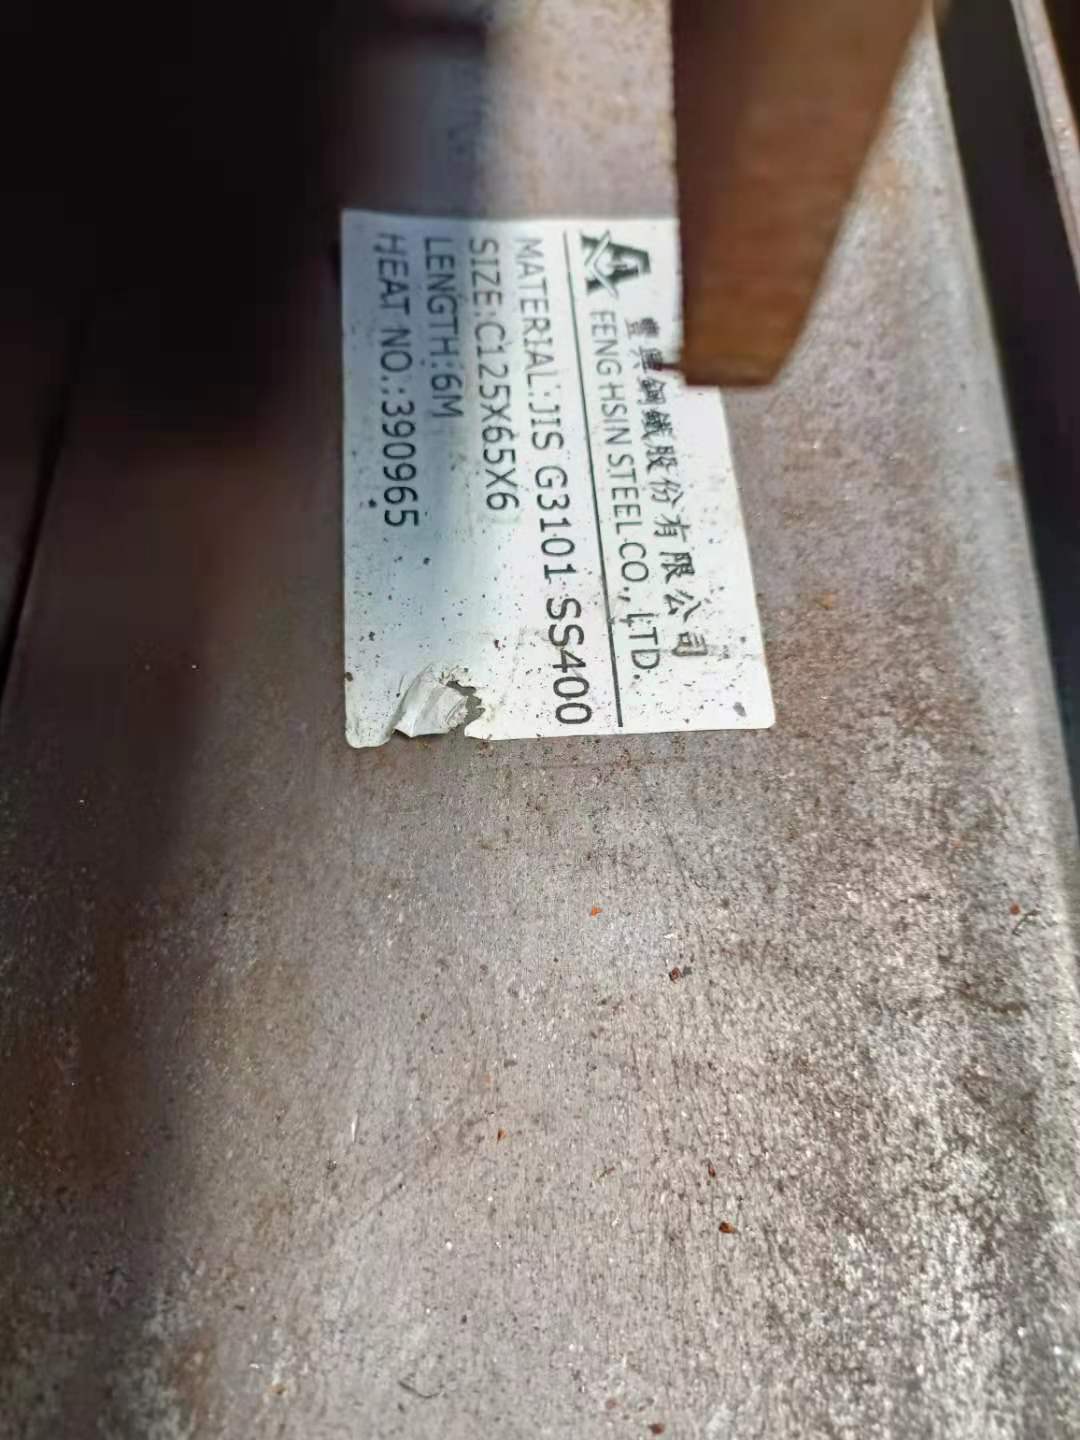 豐興鋼鐵股份有限公司
FENG HSIN STEEL CO., LTD.
MATERIAL:JIS G3101 SS400
SIZE:C125X65X6
LENGTH:6M
HEAT NO.:390965